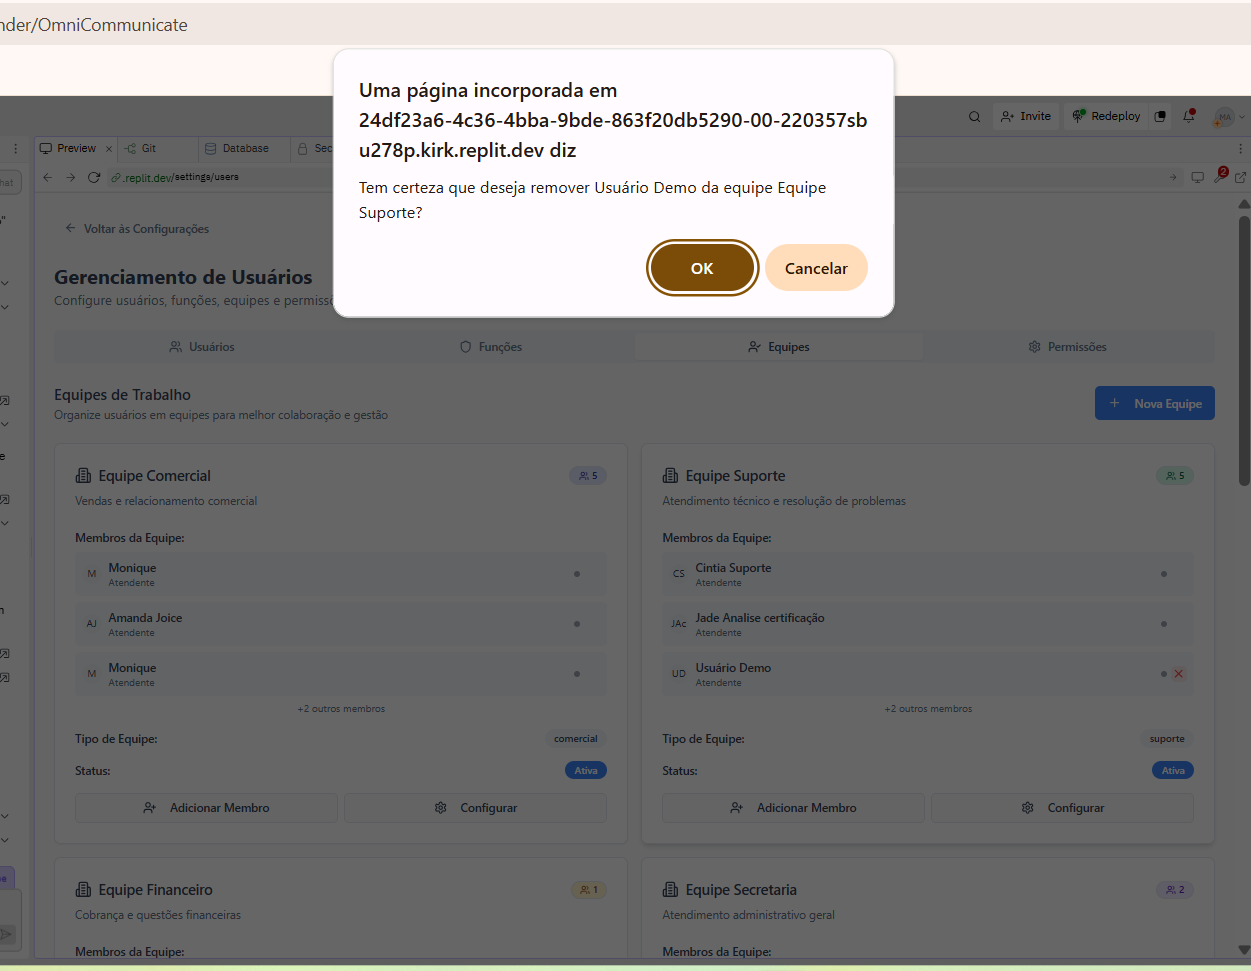 nder/OmniCommunicate
Uma página incorporada em
24df23a6-4c36-4bba-9bde-863f20db5290-00-220357sb
u278p.kirk.replit.dev diz
Tem certeza que deseja remover Usuário Demo da equipe Equipe
Suporte?
OK
Cancelar
Invite
Redeploy
MA
Preview
Git
Database
Sec
hat
.replit.dev/settings/users
2
Voltar às Configurações
Gerenciamento de Usuários
Configure usuários, funções, equipes e permisso
Usuários
Funções
Equipes
Permissões
Equipes de Trabalho
Organize usuários em equipes para melhor colaboração e gestão
Nova Equipe
Equipe Comercial
5
Vendas e relacionamento comercial
Membros da Equipe:
M
Monique
Atendente
AJ
Amanda Joice
Atendente
M
Monique
Atendente
+2 outros membros
Tipo de Equipe:
comercial
Status:
Ativa
Adicionar Membro
Configurar
Equipe Suporte
5
Atendimento técnico e resolução de problemas
Membros da Equipe:
CS
Cintia Suporte
Atendente
JAc
Jade Analise certificação
Atendente
UD
Usuário Demo
Atendente
+2 outros membros
Tipo de Equipe:
suporte
Status:
Ativa
Adicionar Membro
Configurar
Equipe Financeiro
1
Cobrança e questões financeiras
Membros da Equipe:
Equipe Secretaria
2
Atendimento administrativo geral
Membros da Equipe: